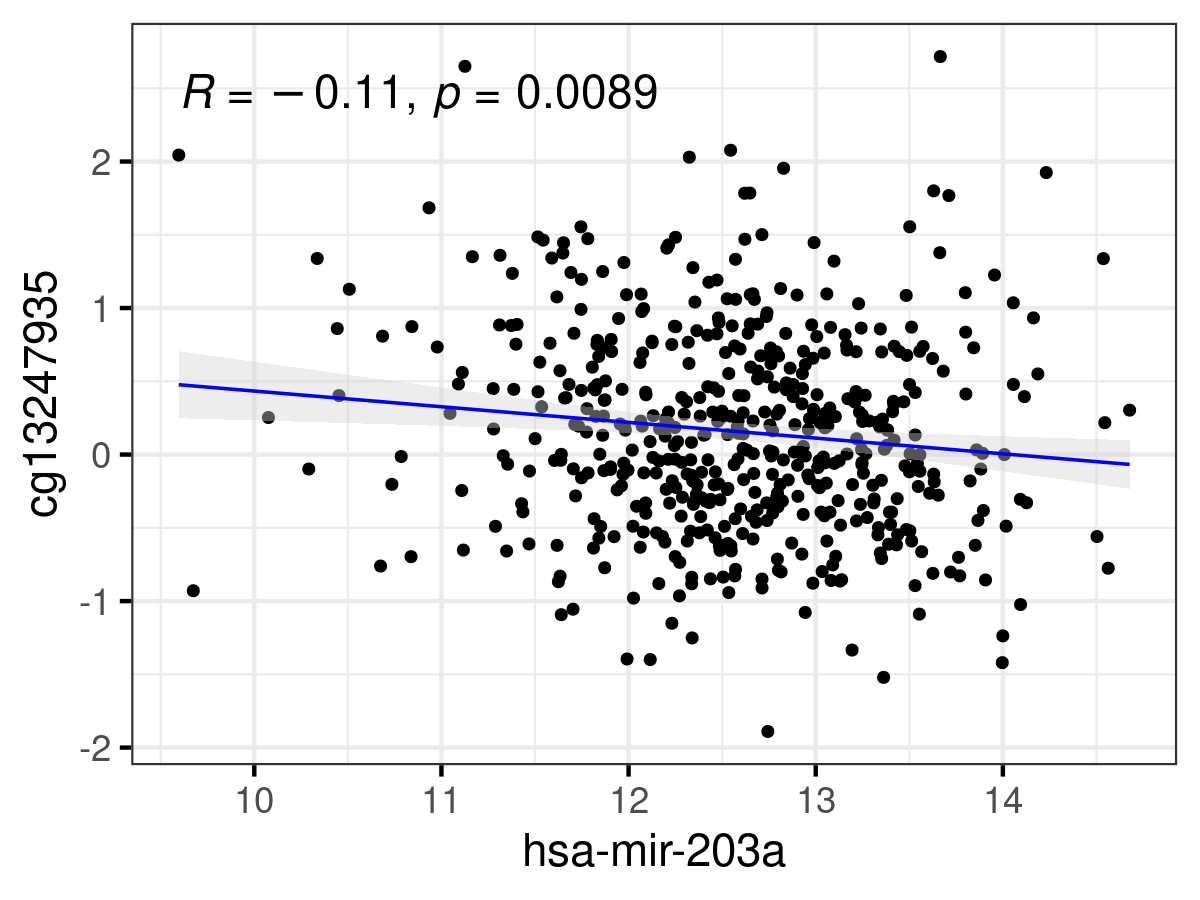 R = −0.11, p = 0.0089
2
1
0
-1
-2
cg13247935
10 11 12 13 14
hsa-mir-203a